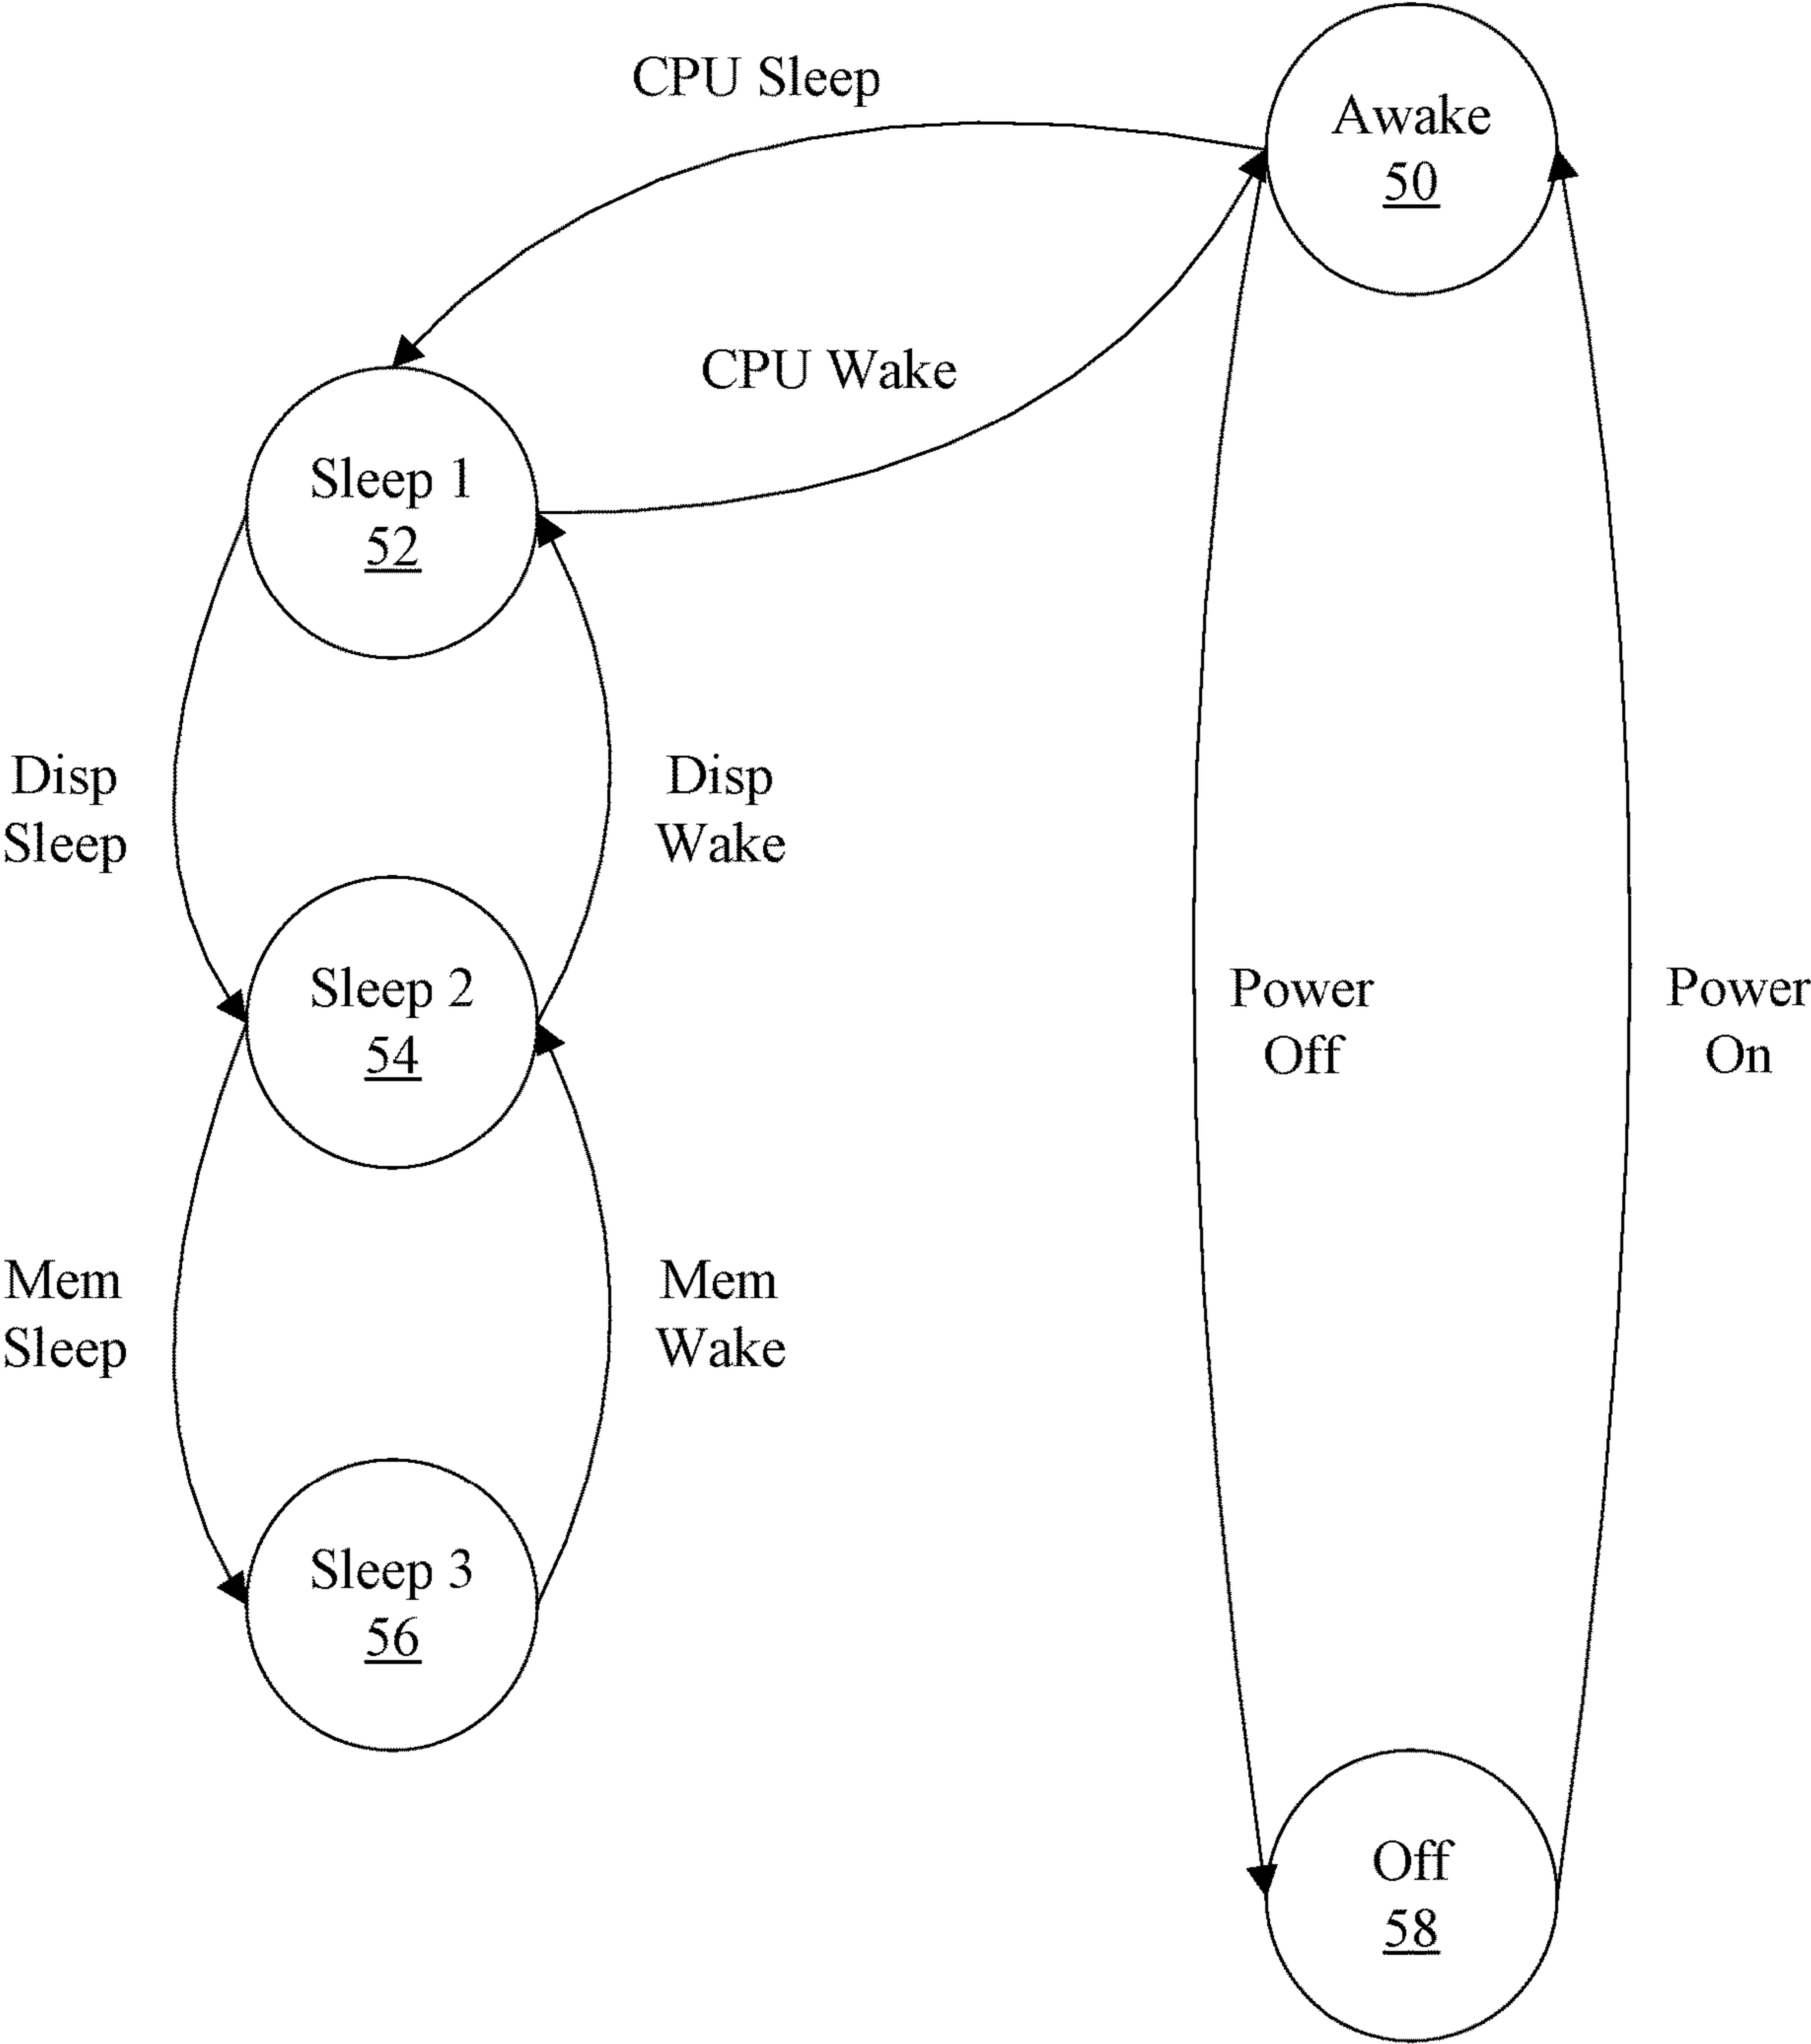 Awake
50
CPU Sleep
CPU Wake
Sleep 1
52
Disp
Sleep
Disp
Wake
Sleep 2
54
Power
Off
Power
On
Mem
Sleep
Mem
Wake
Sleep 3
56
Off
58